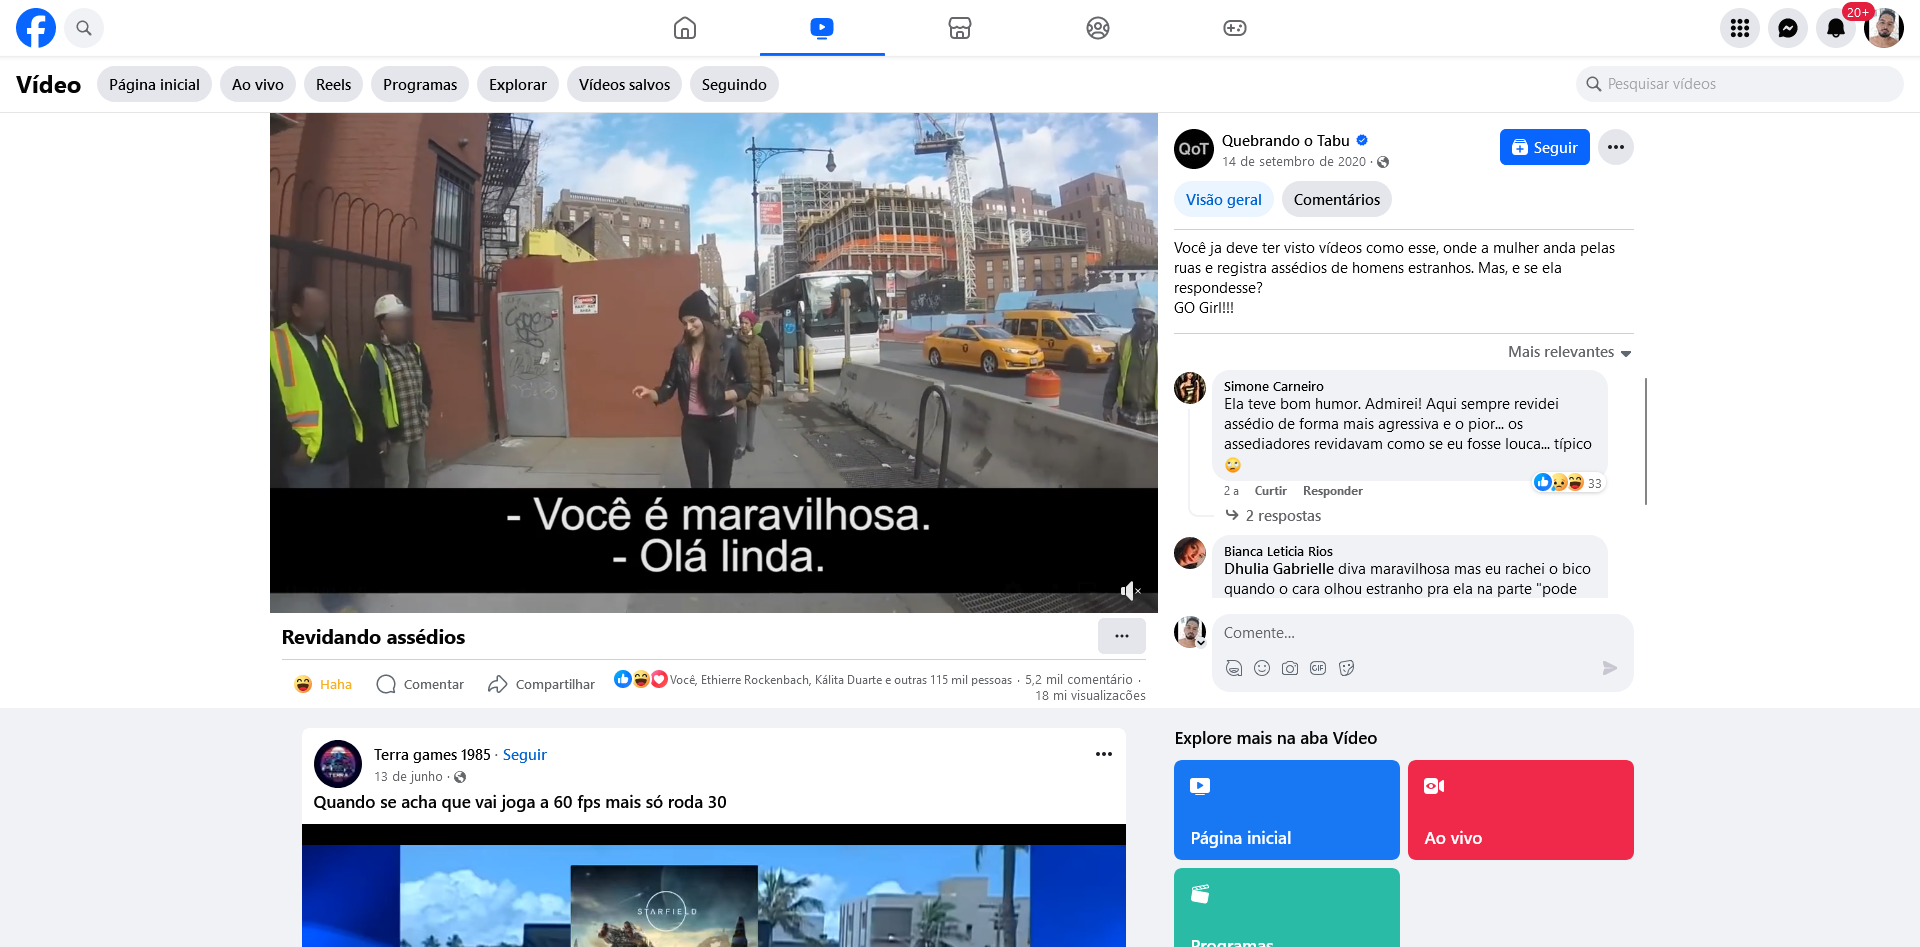 20+
Vídeo
Página inicial
Ao vivo
Reels
Programas
Explorar
Vídeos salvos
Seguindo
Pesquisar vídeos
- Você é maravilhosa.
- Olá linda.
Revidando assédios
Haha
Comentar
Compartilhar
Você, Ethierre Rockenbach, Kálita Duarte e outras 115 mil pessoas · 5,2 mil comentário ·
18 mi visualizações
QoT
Quebrando o Tabu
14 de setembro de 2020 ·
Seguir
Visão geral
Comentários
Você ja deve ter visto vídeos como esse, onde a mulher anda pelas
ruas e registra assédios de homens estranhos. Mas, e se ela
respondesse?
GO Girl!!!
Mais relevantes
Simone Carneiro
Ela teve bom humor. Admirei! Aqui sempre revidei
assédio de forma mais agressiva e o pior... os
assediadores revidavam como se eu fosse louca... típico
🙄
33
2 a Curtir Responder
2 respostas
Bianca Leticia Rios
Dhulia Gabrielle diva maravilhosa mas eu rachei o bico
quando o cara olhou estranho pra ela na parte "pode
Comente...
GIF
Terra games 1985 · Seguir
13 de junho ·
Quando se acha que vai joga a 60 fps mais só roda 30
TERRA
STARFIELD
Explore mais na aba Vídeo
Página inicial
Ao vivo
Programas